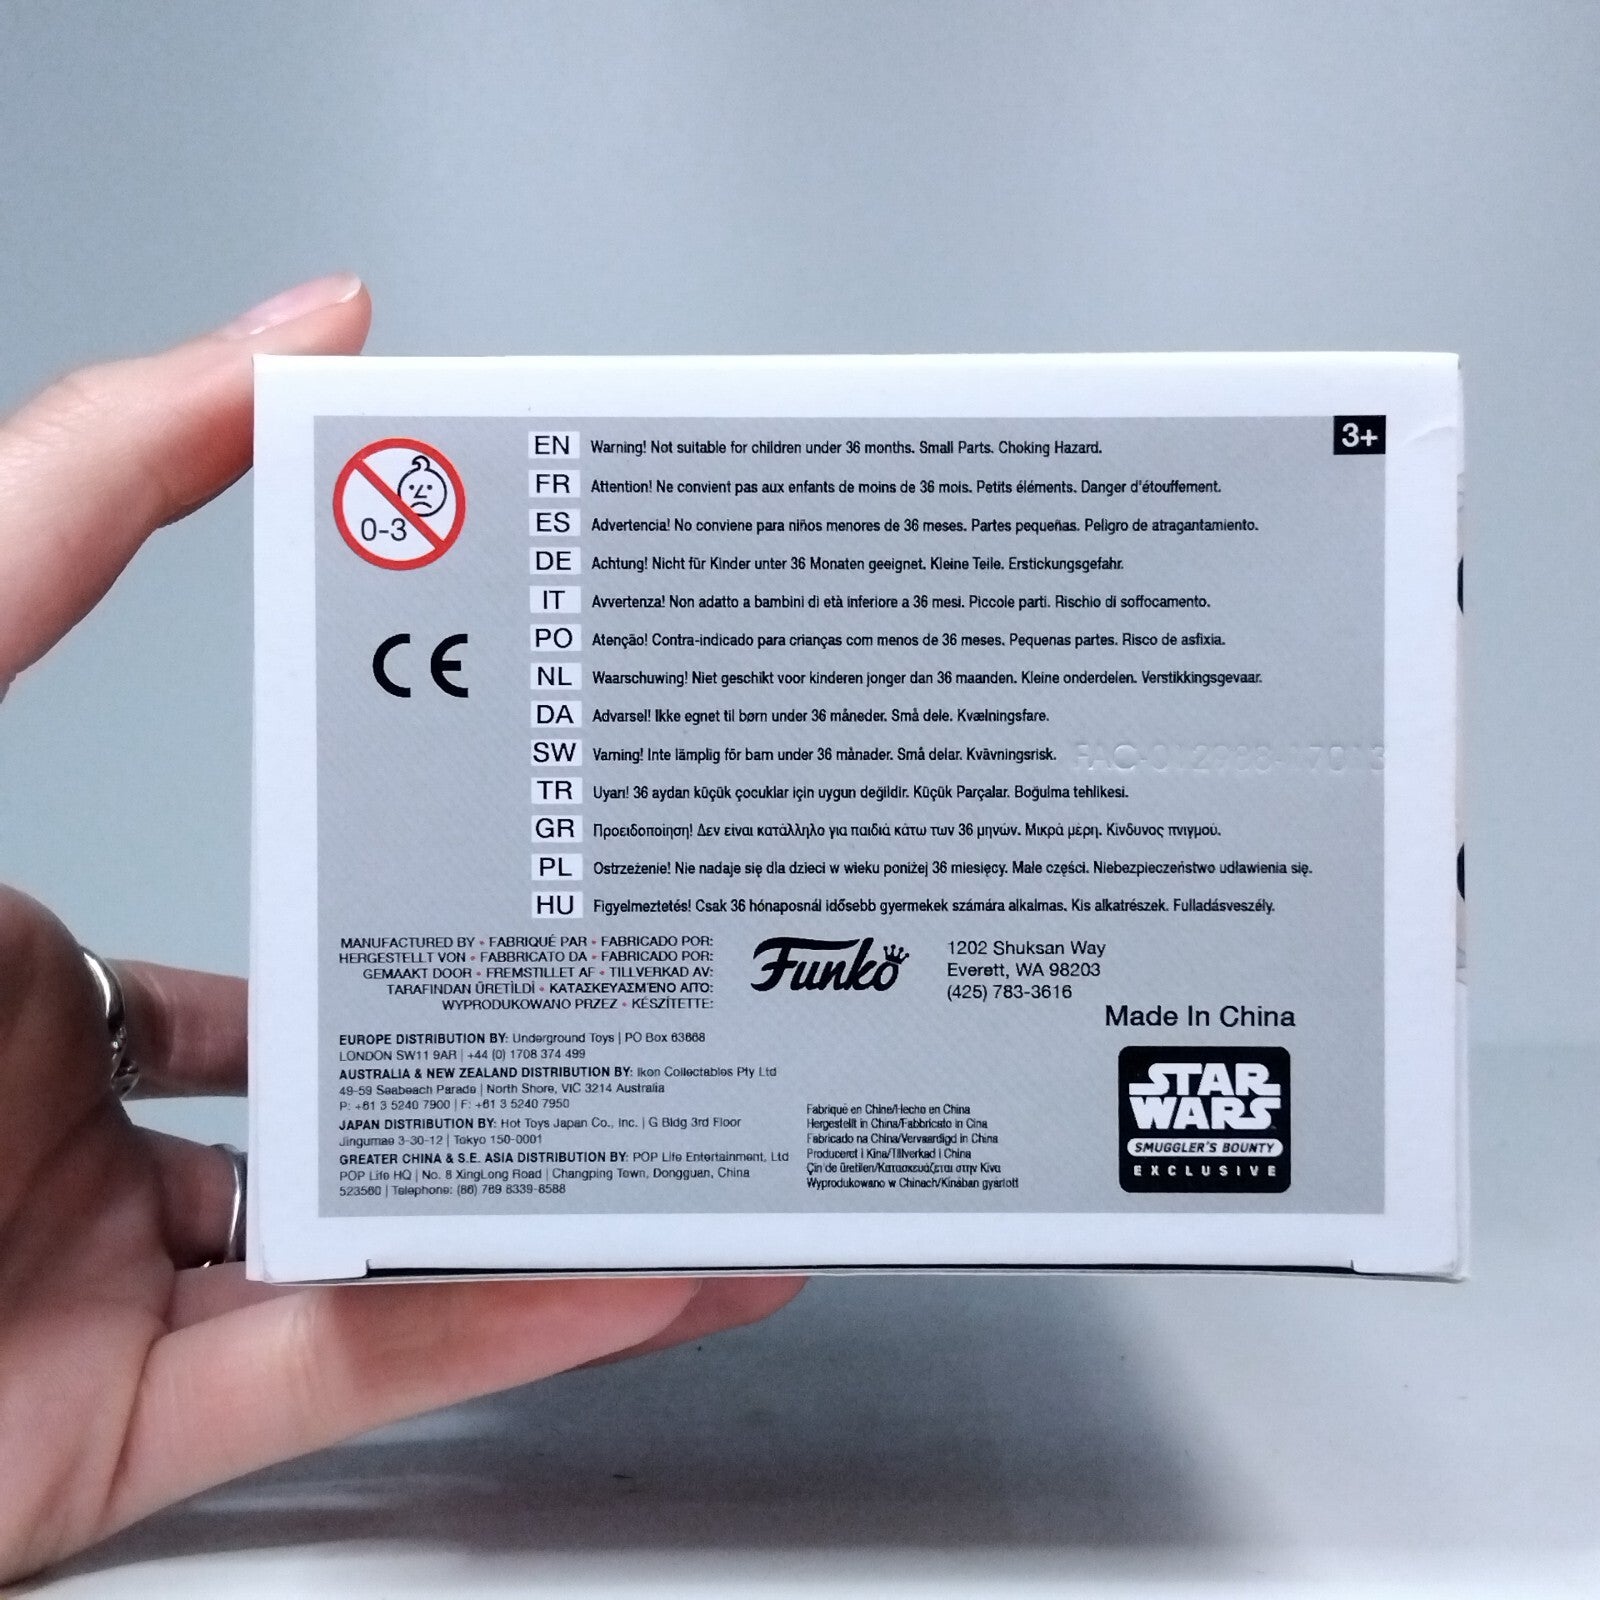 3+
0-3
CE
EN Warning! Not suitable for children under 36 months. Small Parts. Choking Hazard.
FR Attention! Ne convient pas aux enfants de moins de 36 mois. Petits éléments. Danger d'étouffement.
ES Advertencia! No conviene para niños menores de 36 meses. Partes pequeñas. Peligro de atragantamiento.
DE Achtung! Nicht für Kinder unter 36 Monaten geeignet. Kleine Teile. Erstickungsgefahr.
IT Avvertenza! Non adatto a bambini di età inferiore a 36 mesi. Piccole parti. Rischio di soffocamento.
PO Atenção! Contra-indicado para crianças com menos de 36 meses. Pequenas partes. Risco de asfixia.
NL Waarschuwing! Niet geschikt voor kinderen jonger dan 36 maanden. Kleine onderdelen. Verstikkingsgevaar.
DA Advarsel! Ikke egnet til børn under 36 måneder. Små dele. Kvælningsfare.
SW Varning! Inte lämplig för barn under 36 månader. Små delar. Kvävningsrisk.
TR Uyarı! 36 aydan küçük çocuklar için uygun değildir. Küçük Parçalar. Boğulma tehlikesi.
GR Προειδοποίηση! Δεν είναι κατάλληλο για παιδιά κάτω των 36 μηνών. Μικρά μέρη. Κίνδυνος πνιγμού.
PL Ostrzeżenie! Nie nadaje się dla dzieci w wieku poniżej 36 miesięcy. Małe części. Niebezpieczeństwo udławienia się.
HU Figyelmeztetés! Csak 36 hónaposnál idősebb gyermekek számára alkalmas. Kis alkatrészek. Fulladásveszély.
MANUFACTURED BY • FABRIQUÉ PAR • FABRICADO POR:
HERGESTELLT VON • FABBRICATO DA • FABRICADO POR:
GEMAAKT DOOR • FREMSTILLET AF • TILLVERKAD AV:
TARAFINDAN ÜRETİLDİ • ΚΑΤΑΣΚΕΥΑΣΜΈΝΟ ΑΠΌ:
WYPRODUKOWANO PRZEZ • KÉSZÍTETTE:
Funko
1202 Shuksan Way
Everett, WA 98203
(425) 783-3616
Made In China
EUROPE DISTRIBUTION BY: Underground Toys | PO Box 63668
LONDON SW11 9AR | +44 (0) 1708 374 499
AUSTRALIA & NEW ZEALAND DISTRIBUTION BY: Ikon Collectables Pty Ltd
49-59 Seabeach Parade | North Shore, VIC 3214 Australia
P: +61 3 5240 7900 | F: +61 3 5240 7950
JAPAN DISTRIBUTION BY: Hot Toys Japan Co., Inc. | G Bldg 3rd Floor
Jingumae 3-30-12 | Tokyo 150-0001
GREATER CHINA & S.E. ASIA DISTRIBUTION BY: POP Life Entertainment, Ltd
POP Life HQ | No. 8 XingLong Road | Changping Town, Dongguan, China
523560 | Telephone: (86) 769 8339-8588
Fabriqué en Chine/Hecho en China
Hergestellt in China/Fabbricato in Cina
Fabricado na China/Vervaardigd in China
Produceret i Kina/Tillverkad i China
Çin'de üretilen/Κατασκευάζεται στην Κίνα
Wyprodukowano w Chinach/Kínában gyártott
STAR
WARS
SMUGGLER'S BOUNTY
EXCLUSIVE